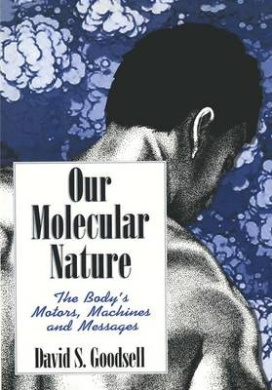 Our
Molecular
Nature
The Body's
Motors, Machines
and Messages
David S. Goodsell